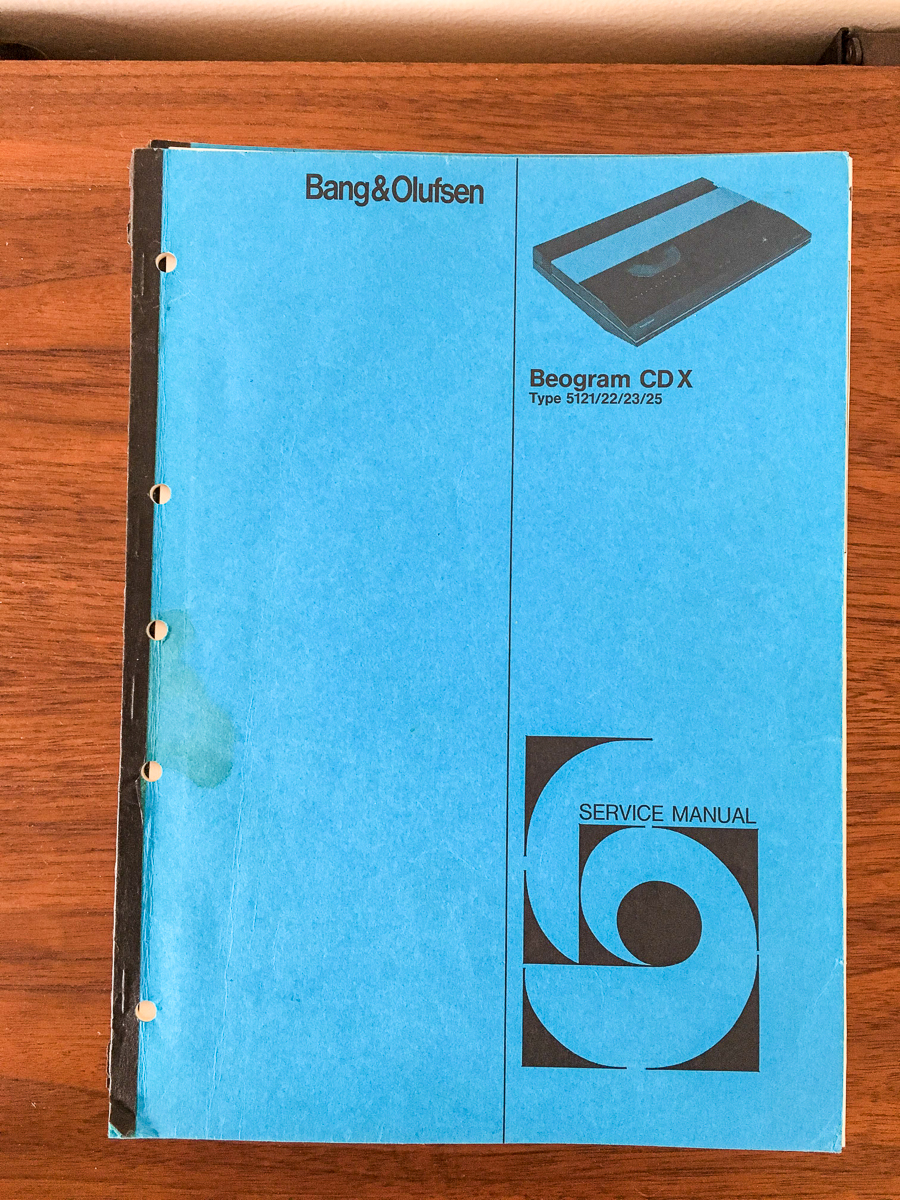 Bang&Olufsen
Beogram CD X
Type 5121/22/23/25
SERVICE MANUAL